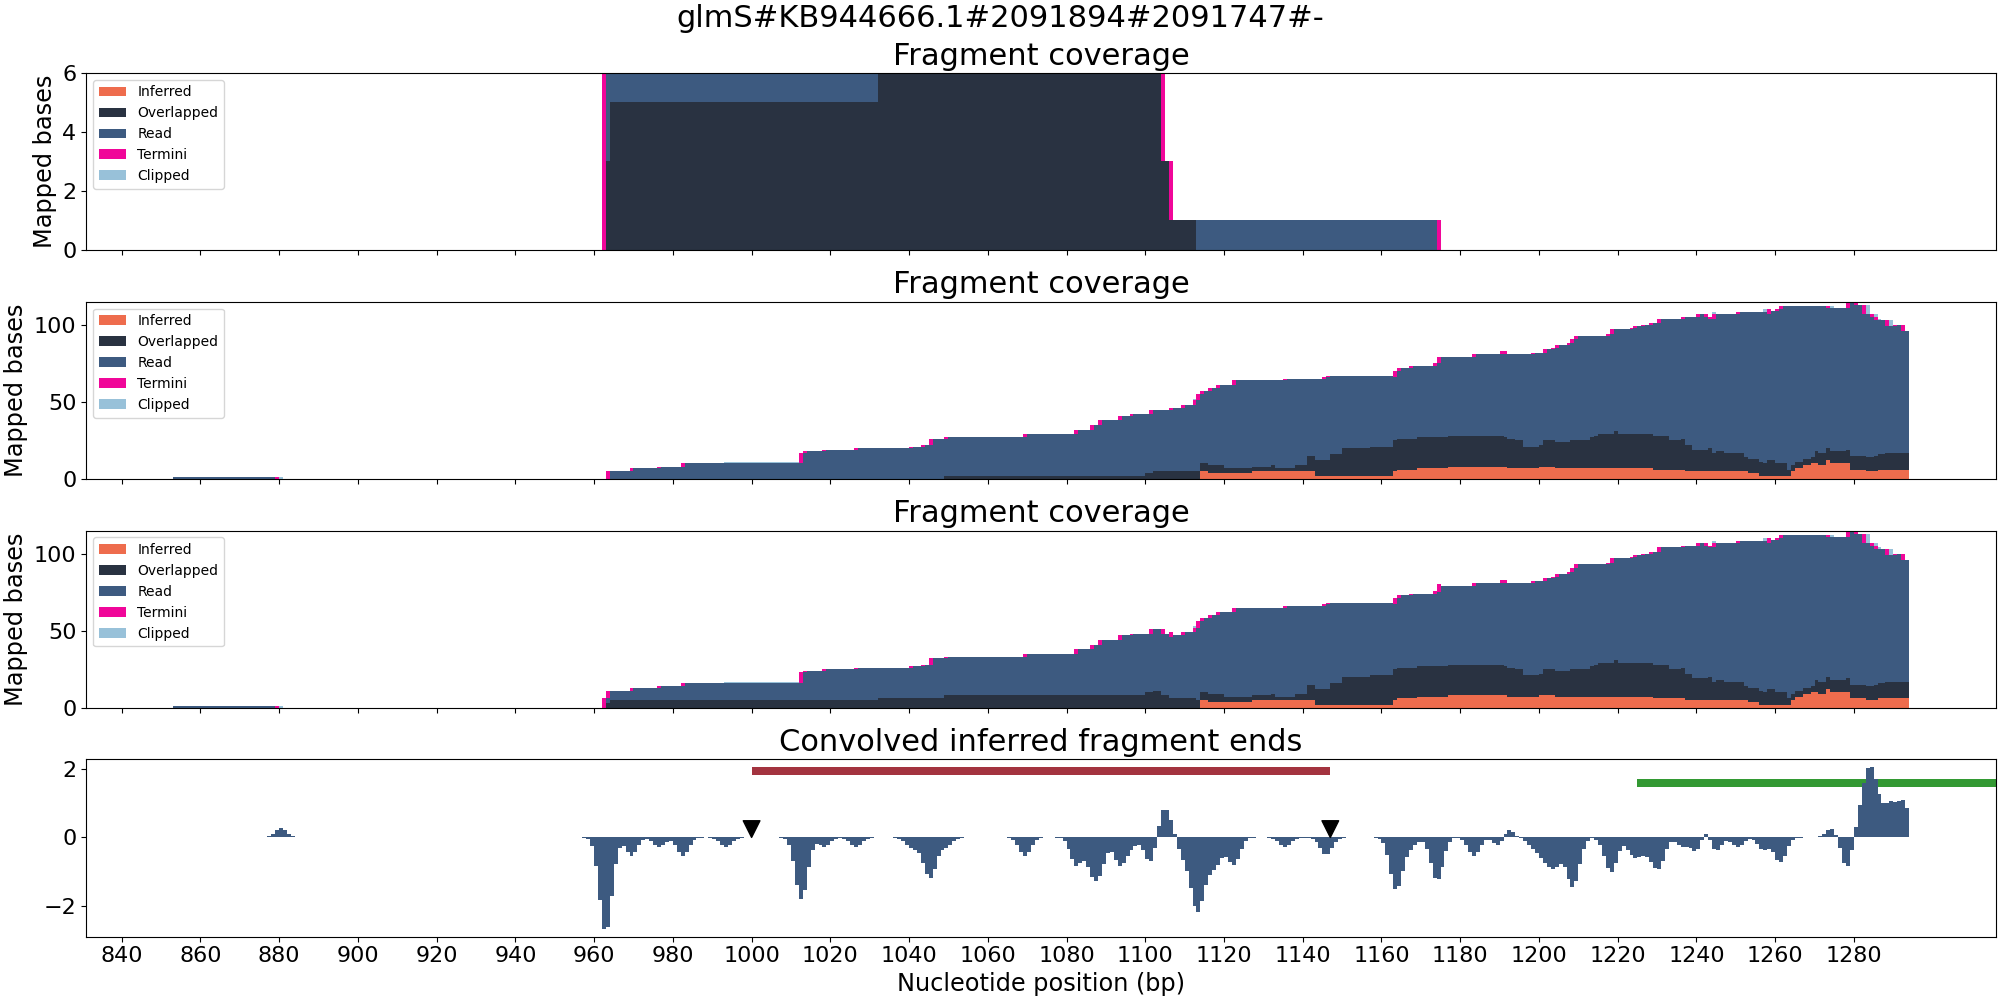 glmS#KB944666.1#2091894#2091747#-
Fragment coverage
Mapped bases
6
4
2
0
Inferred
Overlapped
Read
Termini
Clipped
Fragment coverage
Mapped bases
100
50
0
Inferred
Overlapped
Read
Termini
Clipped
Fragment coverage
Mapped bases
100
50
0
Inferred
Overlapped
Read
Termini
Clipped
Convolved inferred fragment ends
2
0
−2
840 860 880 900 920 940 960 980 1000 1020 1040 1060 1080 1100 1120 1140 1160 1180 1200 1220 1240 1260 1280
Nucleotide position (bp)